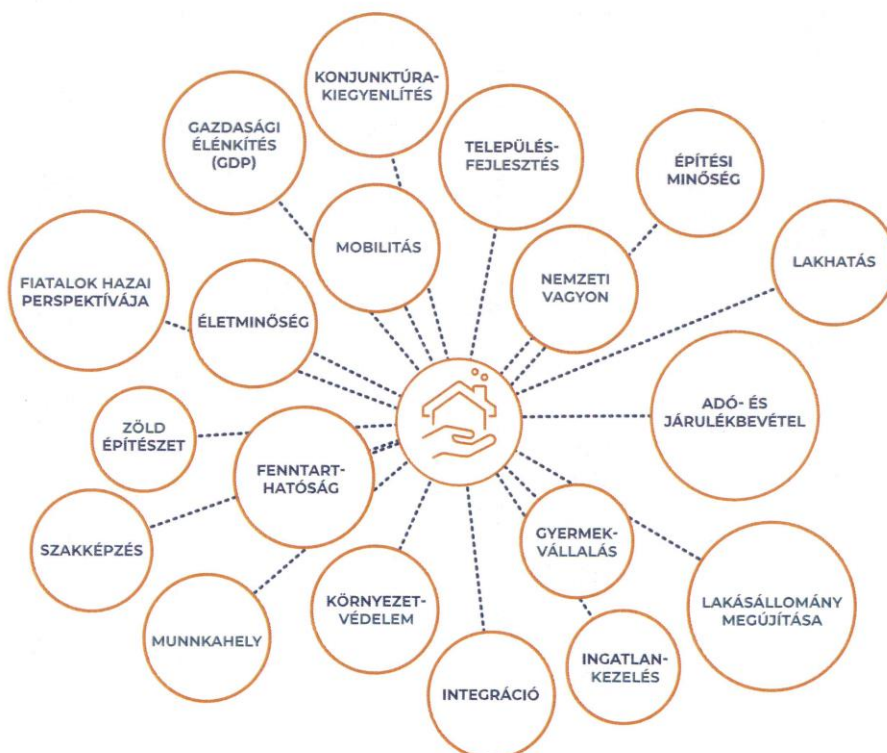 KONJUNKTÚRA-
KIEGYENLÍTÉS
GAZDASÁGI
ÉLÉNKÍTÉS
(GDP)
TELEPÜLÉS-
FEJLESZTÉS
ÉPÍTÉSI
MINŐSÉG
MOBILITÁS
NEMZETI
VAGYON
LAKHATÁS
FIATALOK HAZAI
PERSPEKTÍVÁJA
ÉLETMINŐSÉG
ADÓ- ÉS
JÁRULÉKBEVÉTEL
ZÖLD
ÉPÍTÉSZET
FENNTART-
HATÓSÁG
SZAKKÉPZÉS
GYERMEK-
VÁLLALÁS
KÖRNYEZET-
VÉDELEM
LAKÁSÁLLOMÁNY
MEGÚJÍTÁSA
MUNNKAHELY
INTEGRÁCIÓ
INGATLAN-
KEZELÉS